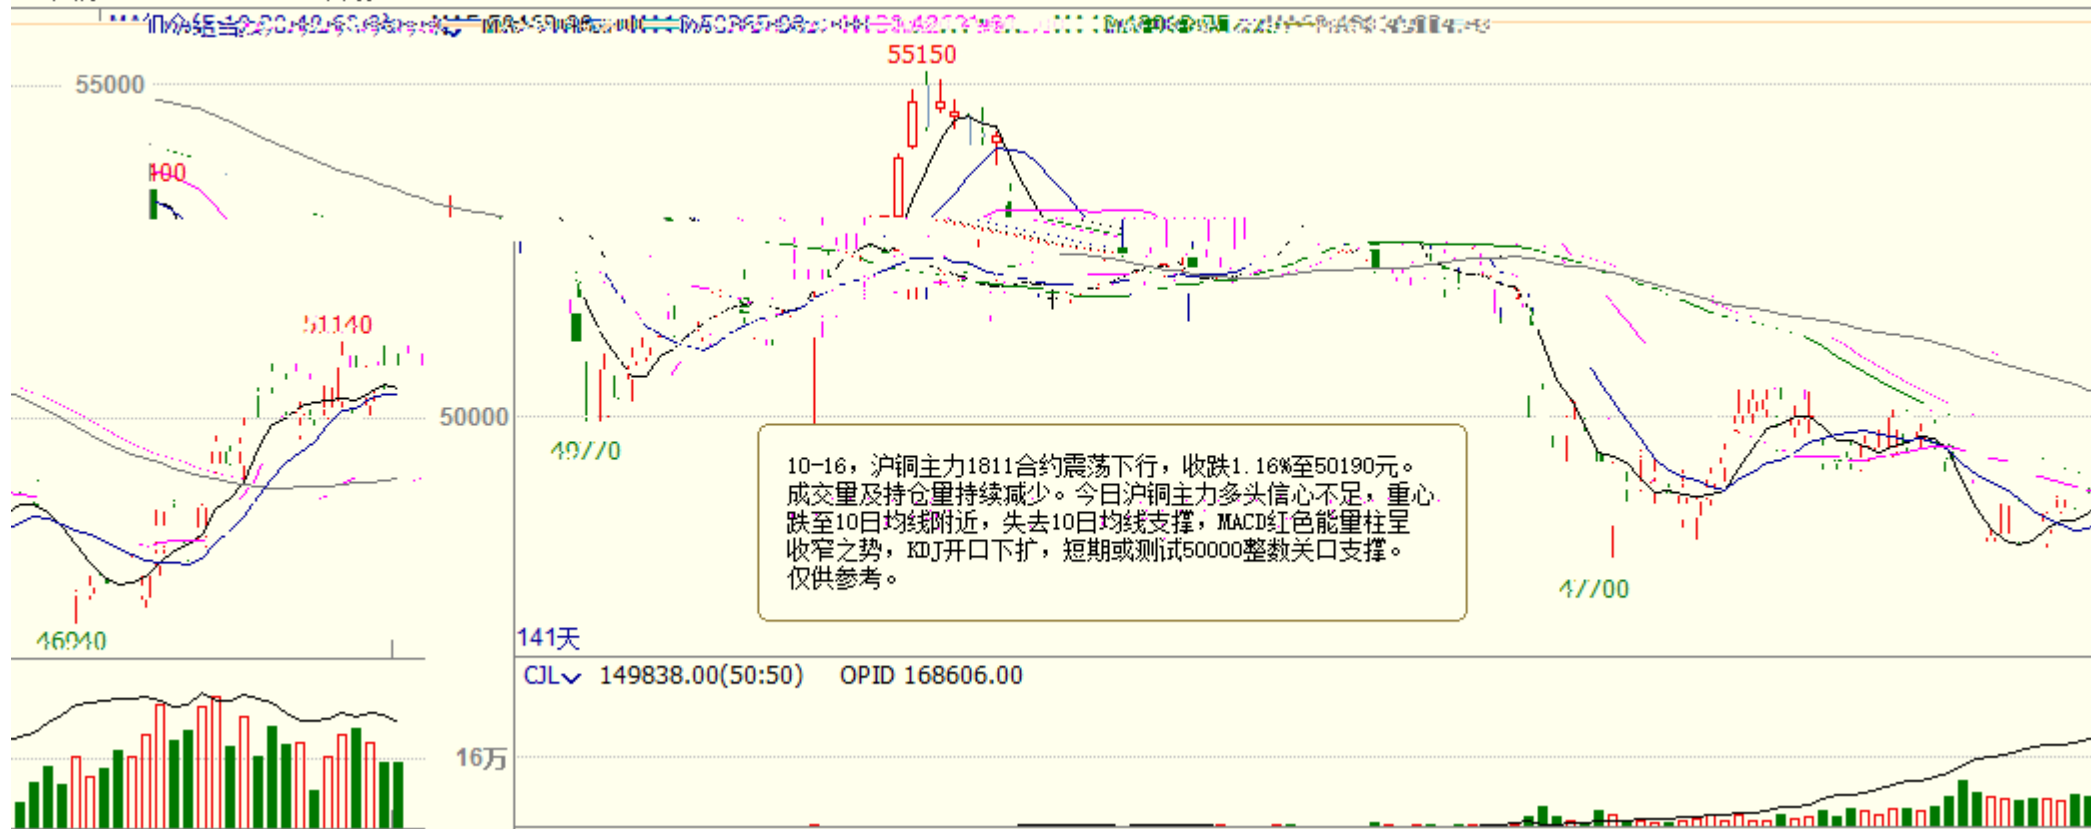 55150
55000
51140
50000
49770
10-16，沪铜主力1811合约震荡下行，收跌1.16%至50190元。
成交量及持仓量持续减少。今日沪铜主力多头信心不足，重心
跌至10日均线附近，失去10日均线支撑，MACD红色能量柱呈
收窄之势，KDJ开口下扩，短期或测试50000整数关口支撑。
仅供参考。
47700
46940
141天
CJL 149838.00(50:50) OPID 168606.00
16万